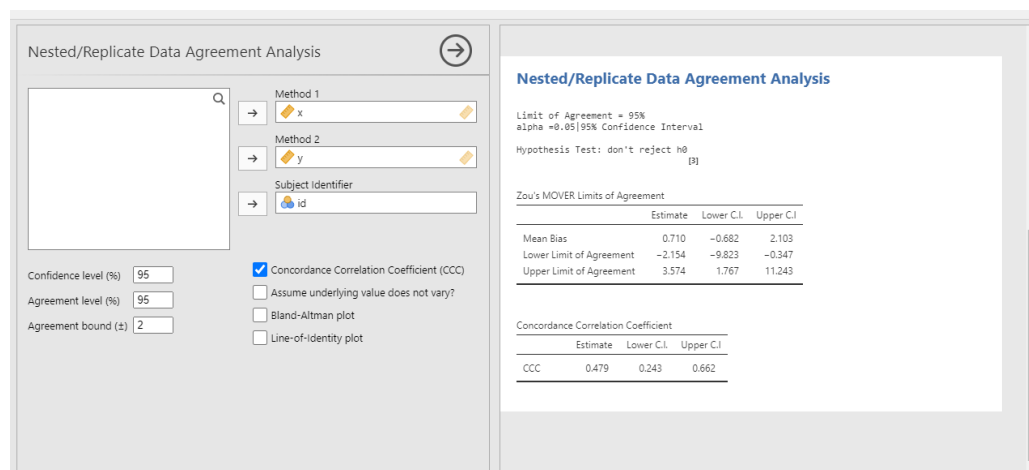 Nested/Replicate Data Agreement Analysis
Method 1
x
Method 2
y
Subject Identifier
id
Confidence level (%) 95
Agreement level (%) 95
Agreement bound (±) 2
Concordance Correlation Coefficient (CCC)
Assume underlying value does not vary?
Bland-Altman plot
Line-of-Identity plot
Nested/Replicate Data Agreement Analysis
Limit of Agreement = 95%
alpha =0.05|95% Confidence Interval
Hypothesis Test: don't reject h0
[3]
Zou's MOVER Limits of Agreement
Estimate Lower C.I. Upper C.I
Mean Bias 0.710 −0.682 2.103
Lower Limit of Agreement −2.154 −9.823 −0.347
Upper Limit of Agreement 3.574 1.767 11.243
Concordance Correlation Coefficient
Estimate Lower C.I. Upper C.I
CCC 0.479 0.243 0.662